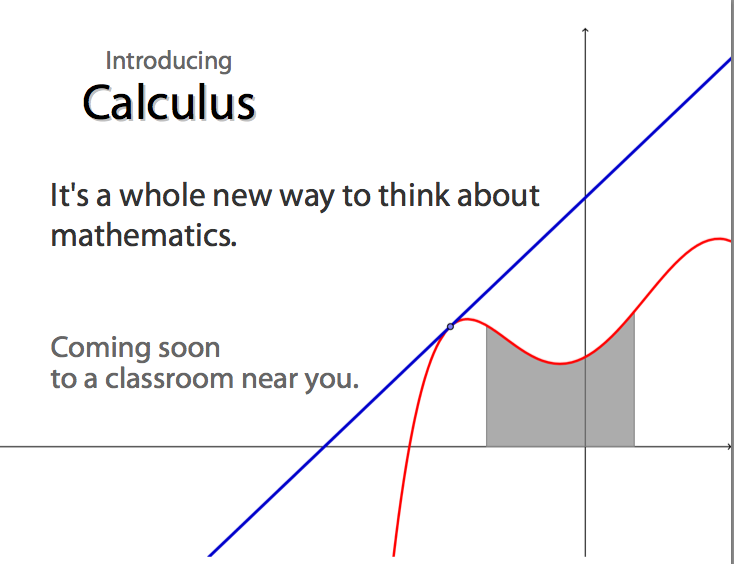 Introducing
Calculus
It's a whole new way to think about
mathematics.
Coming soon
to a classroom near you.